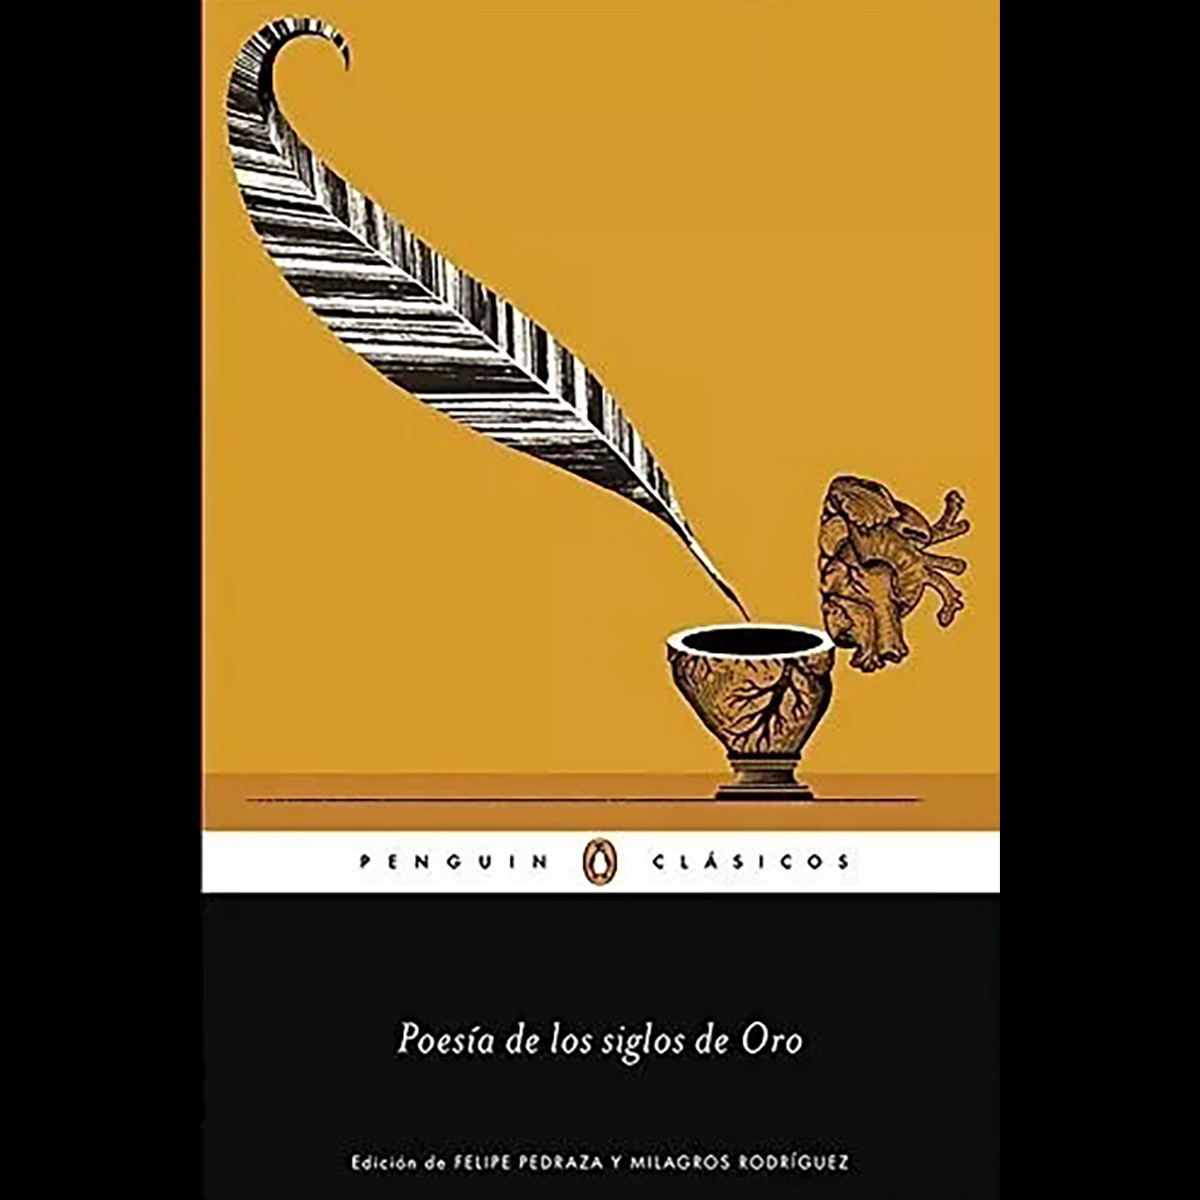 PENGUIN CLÁSICOS
Poesía de los siglos de Oro
Edición de FELIPE PEDRAZA Y MILAGROS RODRÍGUEZ